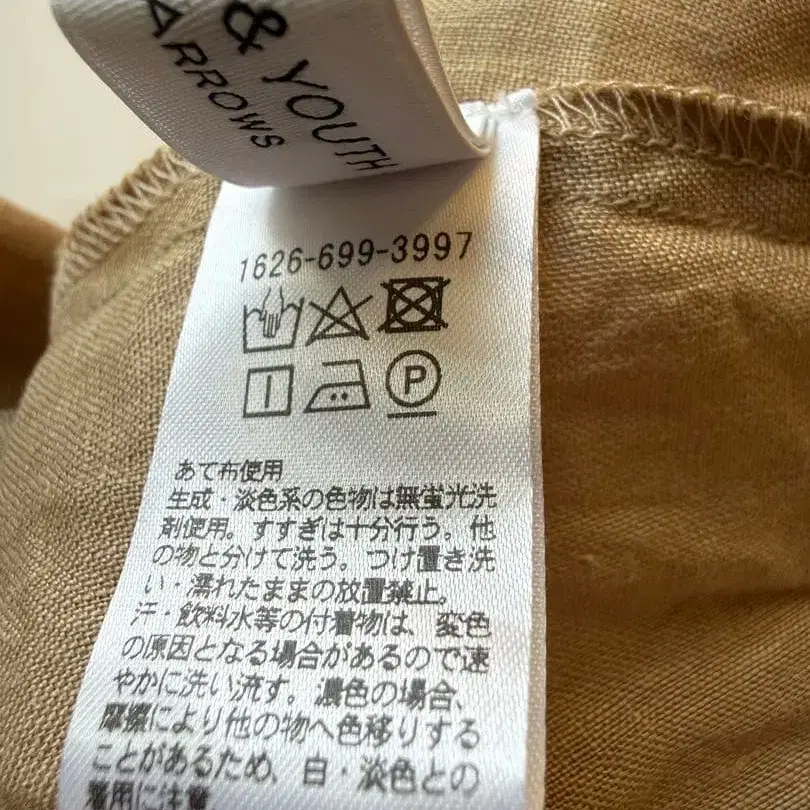 & YOUTH
ARROWS
1626-699-3997
P
あて布使用
生成・淡色系の色物は無蛍光洗
剤使用。すすぎは十分行う。他
の物と分けて洗う。つけ置き洗
い・濡れたままの放置禁止。
汗・飲料水等の付着物は、変色
の原因となる場合があるので速
やかに洗い流す。濃色の場合、
摩擦により他の物へ色移りする
ことがあるため、白・淡色との
着用に注意